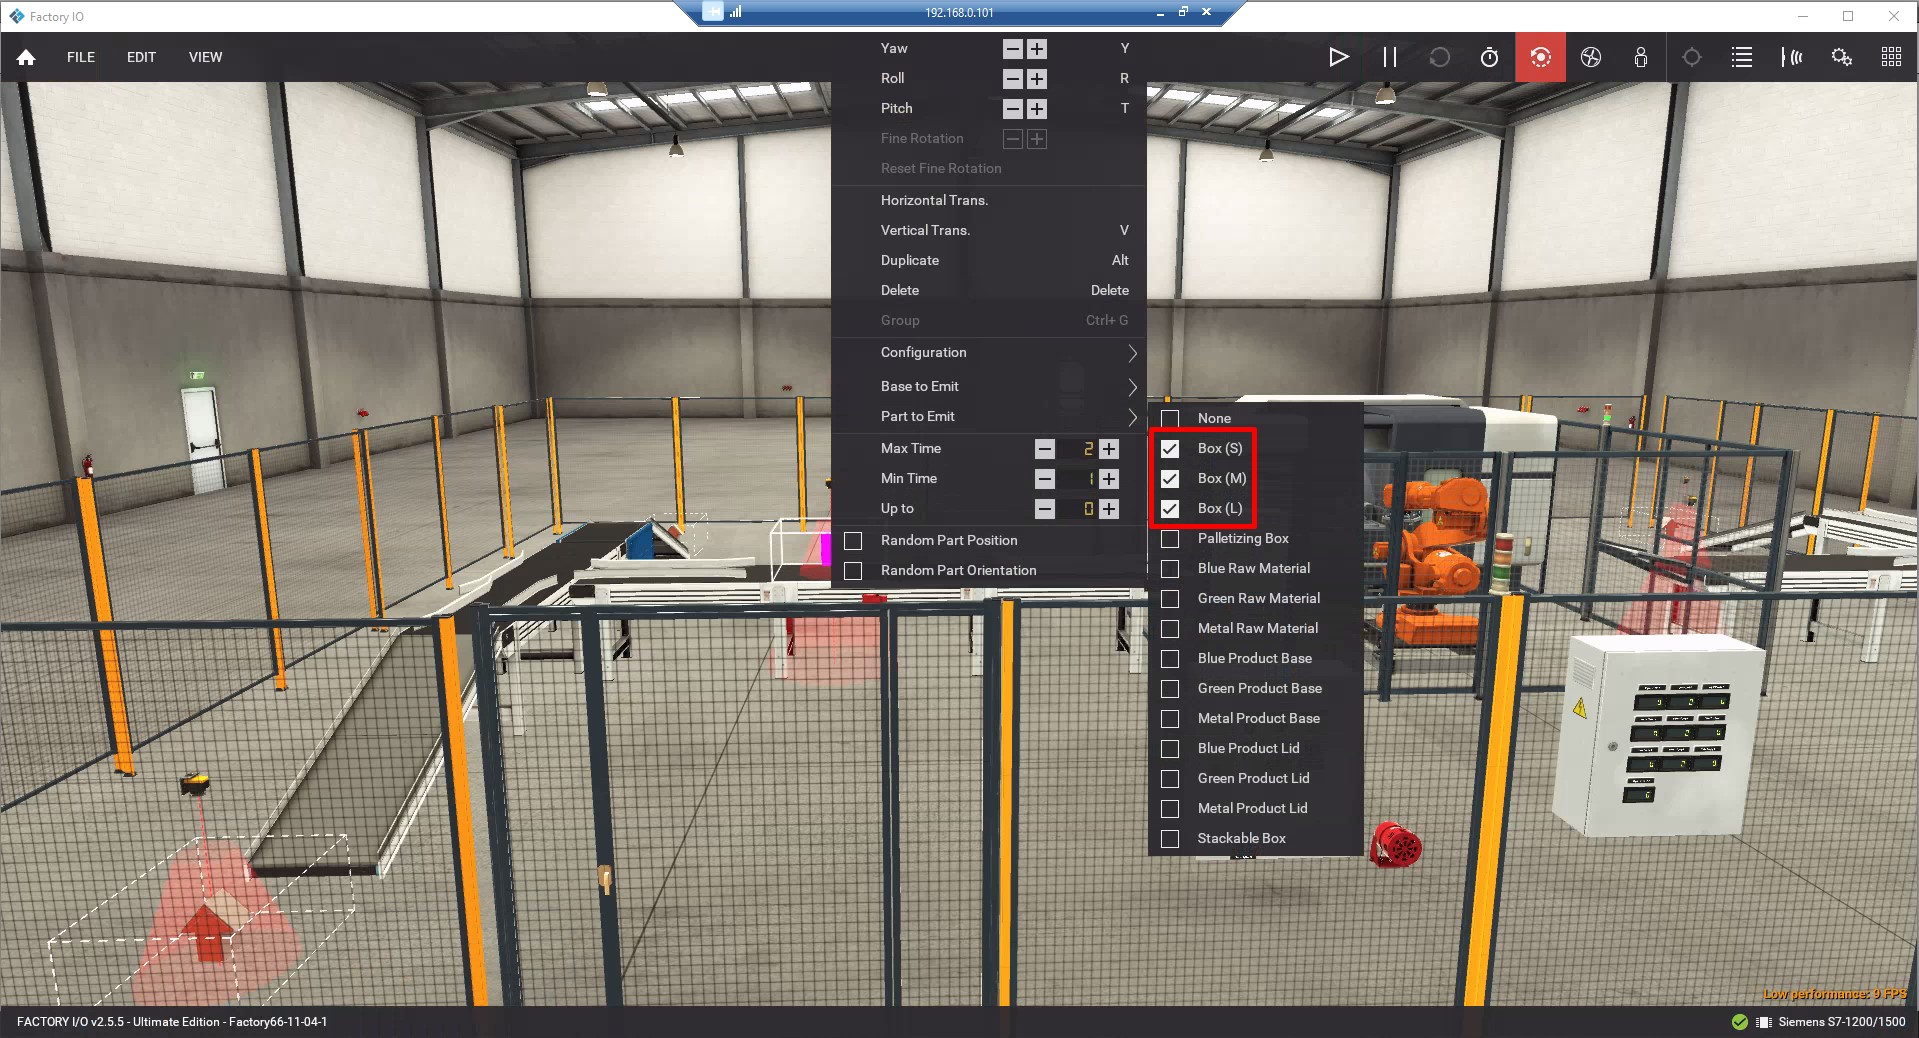 Factory IO
192.168.0.101
FILE EDIT VIEW
Yaw Y
Roll R
Pitch T
Fine Rotation
Reset Fine Rotation
Horizontal Trans.
Vertical Trans. V
Duplicate Alt
Delete Delete
Group Ctrl+ G
Configuration
Base to Emit
Part to Emit
Max Time 2
Min Time 1
Up to 0
Random Part Position
Random Part Orientation
None
Box (S)
Box (M)
Box (L)
Palletizing Box
Blue Raw Material
Green Raw Material
Metal Raw Material
Blue Product Base
Green Product Base
Metal Product Base
Blue Product Lid
Green Product Lid
Metal Product Lid
Stackable Box
Low performance: 9 FPS
FACTORY I/O v2.5.5 - Ultimate Edition - Factory66-11-04-1
Siemens S7-1200/1500